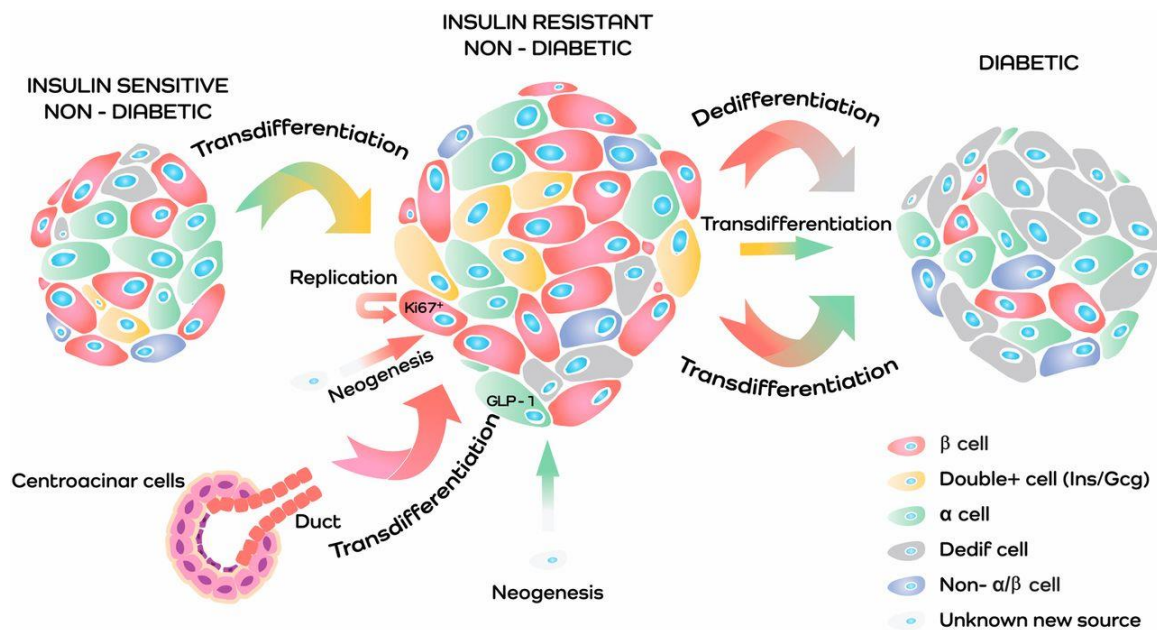 INSULIN SENSITIVE
NON - DIABETIC
INSULIN RESISTANT
NON - DIABETIC
DIABETIC
Transdifferentiation
Dedifferentiation
Transdifferentiation
Replication
Ki67+
Neogenesis
Transdifferentiation
GLP - 1
Centroacinar cells
Duct
Transdifferentiation
Neogenesis
β cell
Double+ cell (Ins/Gcg)
α cell
Dedif cell
Non- α/β cell
Unknown new source